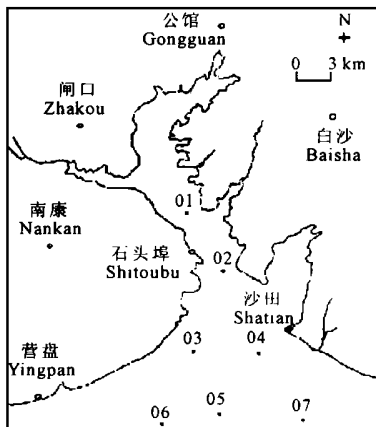 公馆
Gongguan
N
0 3 km
闸口
Zhakou
白沙
Baisha
南康
Nankan
01
石头埠
Shitoubu
02
沙田
Shatian
03
04
营盘
Yingpan
06
05
07